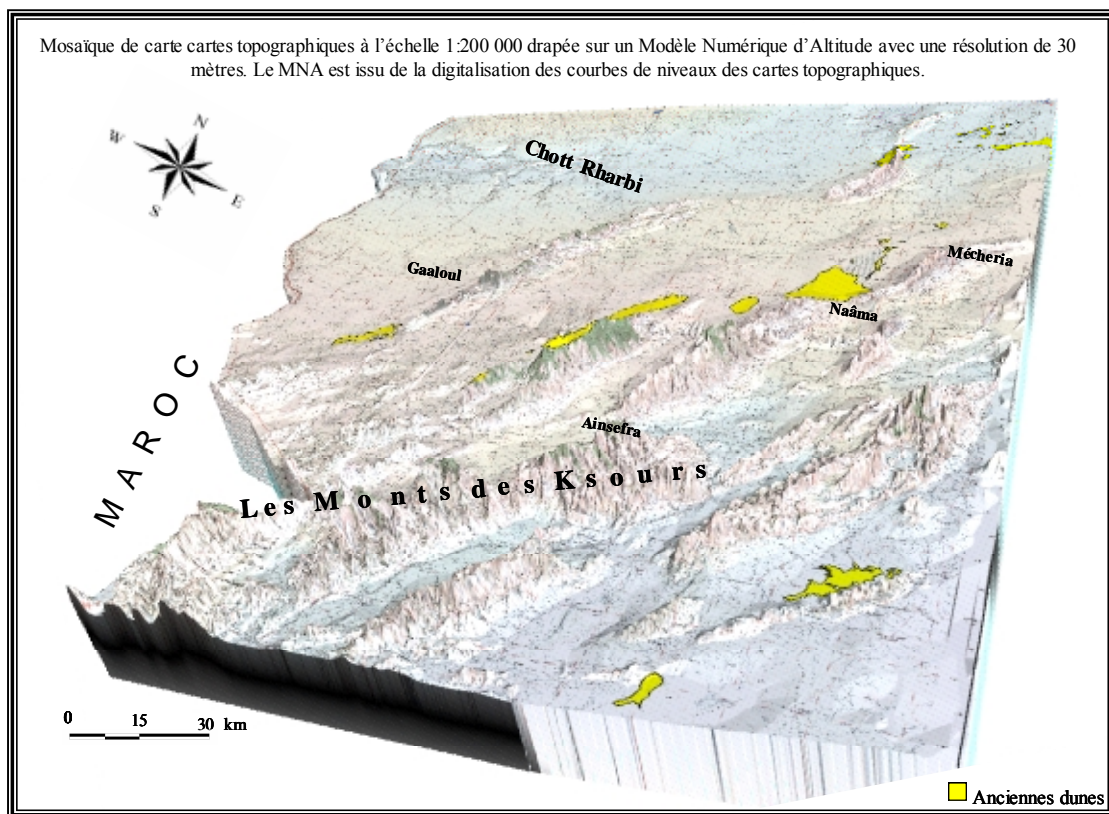 Mosaïque de carte cartes topographiques à l’échelle 1:200 000 drapée sur un Modèle Numérique d’Altitude avec une résolution de 30
mètres. Le MNA est issu de la digitalisation des courbes de niveaux des cartes topographiques.
N
W
E
S
Chott Rharbi
Gaaloul
Mécheria
Naâma
MAROC
Ainsefra
Les Monts des Ksours
0 15 30 km
Anciennes dunes